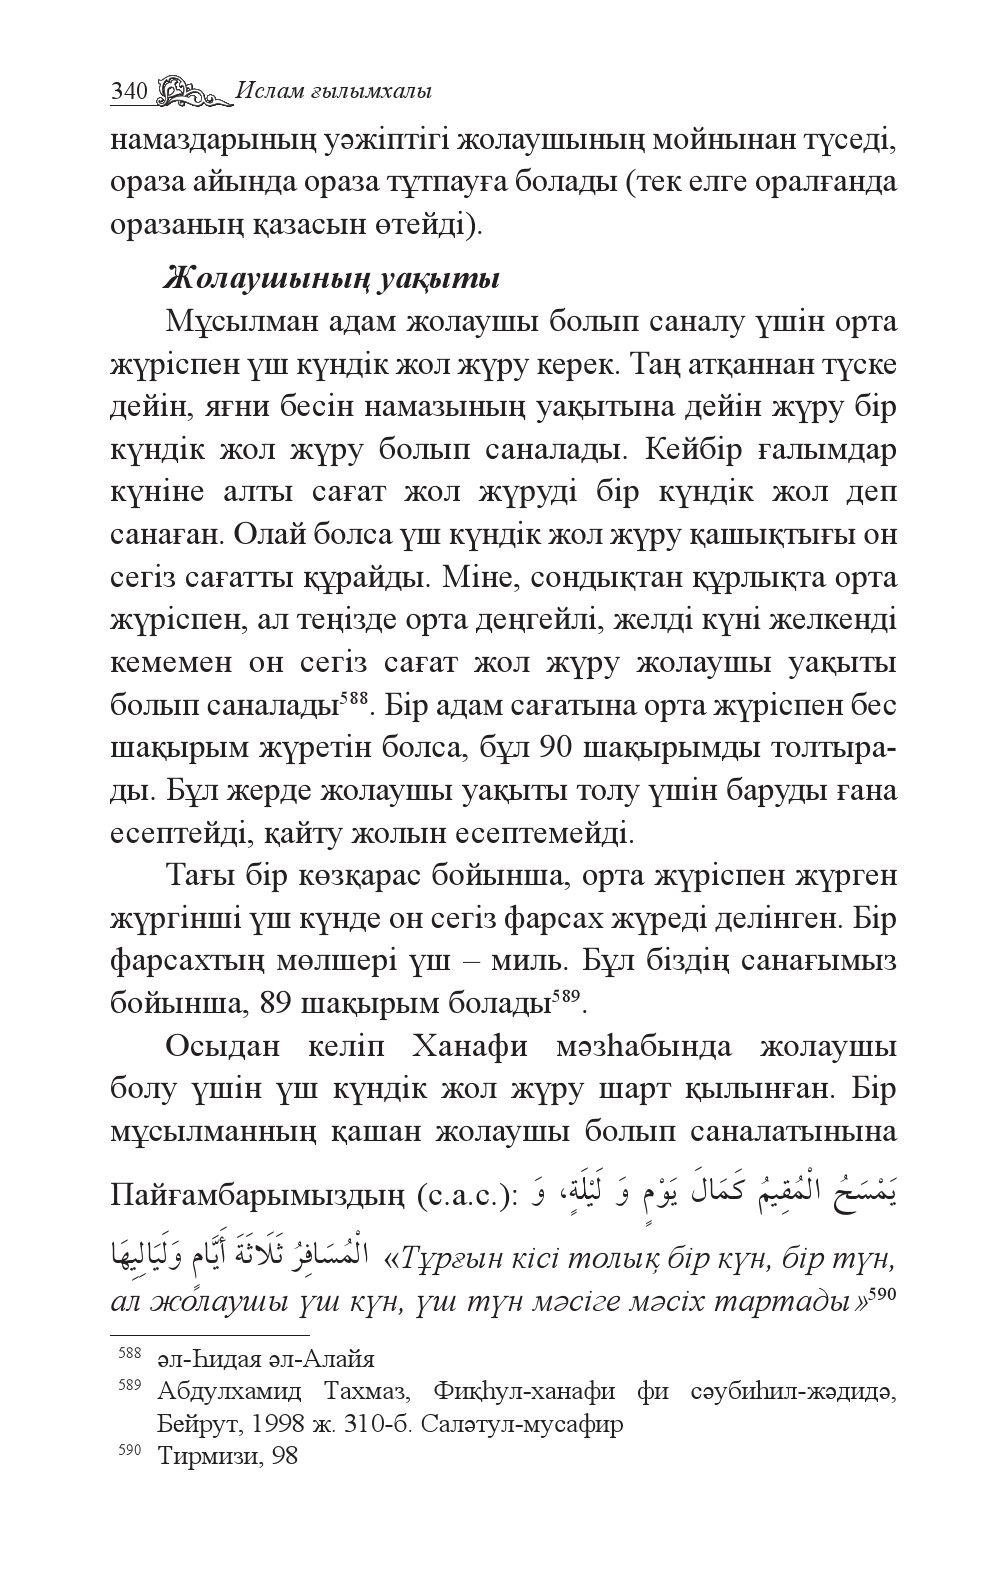 340 Ислам ғылымхалы
намаздарының уәжіптігі жолаушының мойнынан түседі,
ораза айында ораза тұтпауға болады (тек елге оралғанда
оразаның қазасын өтейді).
Жолаушының уақыты
Мұсылман адам жолаушы болып саналу үшін орта
жүріспен үш күндік жол жүру керек. Таң атқаннан түске
дейін, яғни бесін намазының уақытына дейін жүру бір
күндік жол жүру болып саналады. Кейбір ғалымдар
күніне алты сағат жол жүруді бір күндік жол деп
санаған. Олай болса үш күндік жол жүру қашықтығы он
сегіз сағатты құрайды. Міне, сондықтан құрлықта орта
жүріспен, ал теңізде орта деңгейлі, желді күні желкенді
кемемен он сегіз сағат жол жүру жолаушы уақыты
болып саналады588. Бір адам сағатына орта жүріспен бес
шақырым жүретін болса, бұл 90 шақырымды толтыра-
ды. Бұл жерде жолаушы уақыты толу үшін баруды ғана
есептейді, қайту жолын есептемейді.
Тағы бір көзқарас бойынша, орта жүріспен жүрген
жүргінші үш күнде он сегіз фарсах жүреді делінген. Бір
фарсахтың мөлшері үш – миль. Бұл біздің санағымыз
бойынша, 89 шақырым болады589.
Осыдан келіп Ханафи мәзһабында жолаушы
болу үшін үш күндік жол жүру шарт қылынған. Бір
мұсылманның қашан жолаушы болып саналатынына
Пайғамбарымыздың (с.а.с.): يَمْسَحُ الْمُقِيمُ كَمَالَ يَوْمٍ وَ لَيْلَةٍ، وَ
الْمُسَافِرُ ثَلَاثَةَ أَيَّامٍ وَلَيَالِيهَا «Тұрғын кісі толық бір күн, бір түн,
ал жолаушы үш күн, үш түн мәсіге мәсіх тартады»590
588 әл-Һидая әл-Алайя
589 Абдулхамид Тахмаз, Фиқһул-ханафи фи сәубиһил-жәдидә,
Бейрут, 1998 ж. 310-б. Саләтул-мусафир
590 Тирмизи, 98